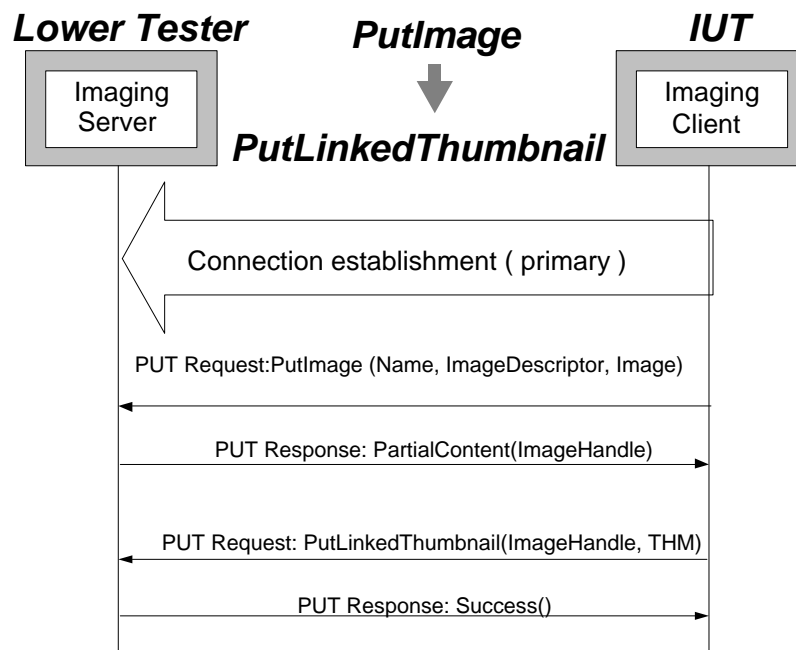 Lower Tester
PutImage
IUT
Imaging
Server
Imaging
Client
PutLinkedThumbnail
Connection establishment ( primary )
PUT Request:PutImage (Name, ImageDescriptor, Image)
PUT Response: PartialContent(ImageHandle)
PUT Request: PutLinkedThumbnail(ImageHandle, THM)
PUT Response: Success()